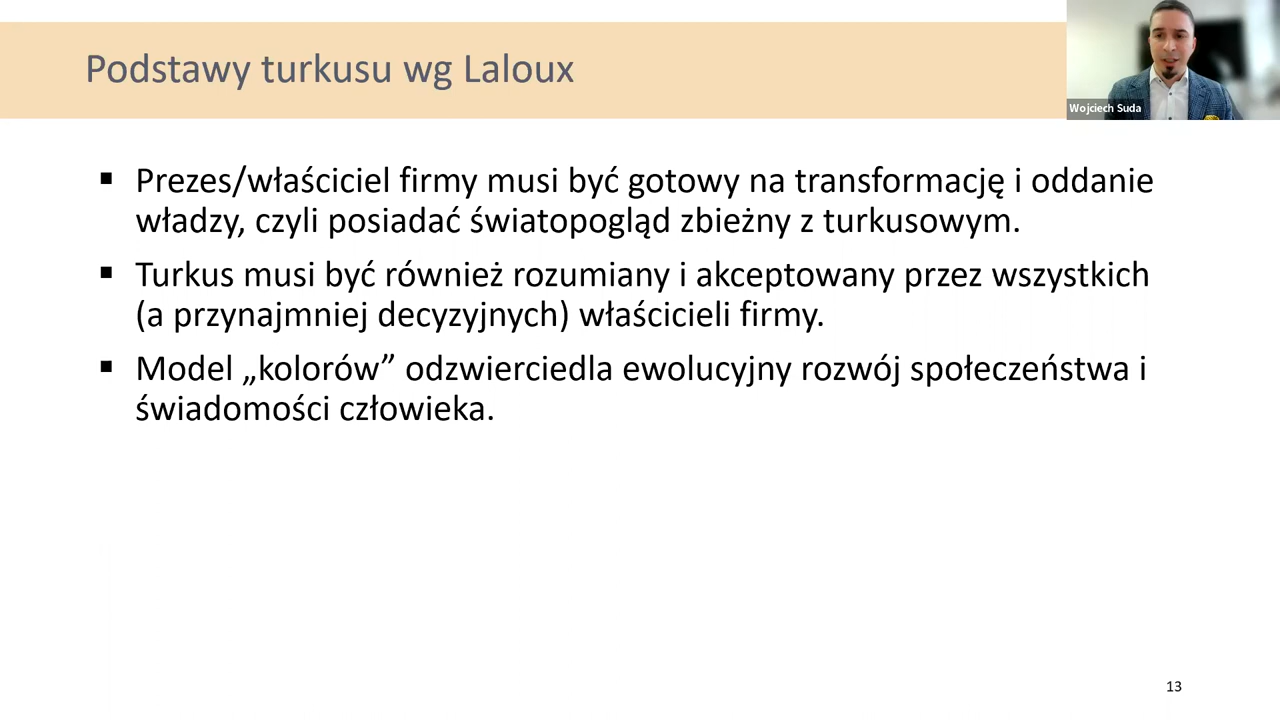 Podstawy turkusu wg Laloux
Wojciech Suda
▪ Prezes/właściciel firmy musi być gotowy na transformację i oddanie
władzy, czyli posiadać światopogląd zbieżny z turkusowym.
▪ Turkus musi być również rozumiany i akceptowany przez wszystkich
(a przynajmniej decyzyjnych) właścicieli firmy.
▪ Model „kolorów” odzwierciedla ewolucyjny rozwój społeczeństwa i
świadomości człowieka.
13